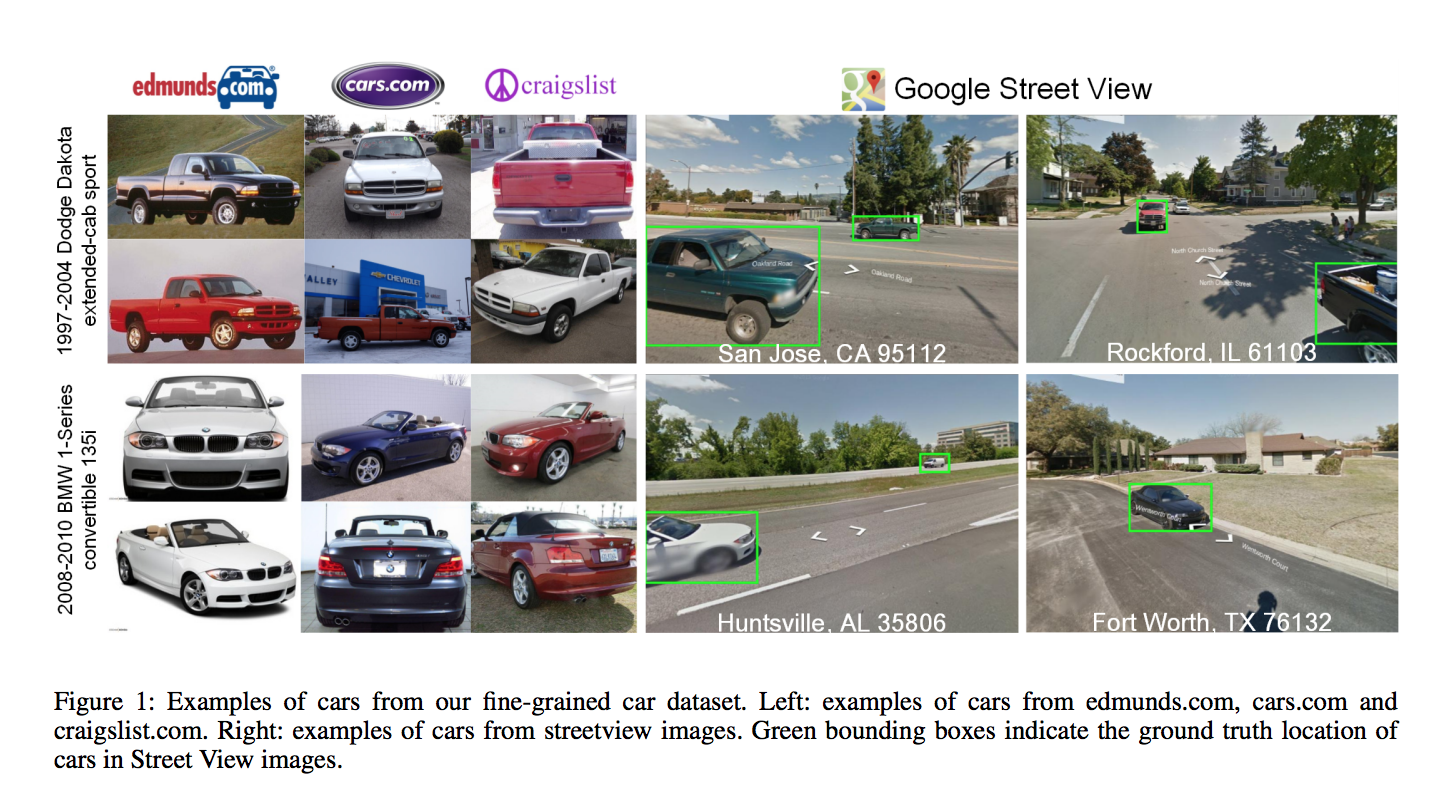 edmunds.com®
cars.com™
craigslist
Google Street View
1997-2004 Dodge Dakota
extended-cab sport
VALLEY
CHEVROLET
Oakland Road
Oakland Road
San Jose, CA 95112
North Church Street
North Church Street
Rockford, IL 61103
2008-2010 BMW 1-Series
convertible 135i
Huntsville, AL 35806
Wentworth Court
Wentworth Court
Fort Worth, TX 76132
Figure 1: Examples of cars from our fine-grained car dataset. Left: examples of cars from edmunds.com, cars.com and
craigslist.com. Right: examples of cars from streetview images. Green bounding boxes indicate the ground truth location of
cars in Street View images.